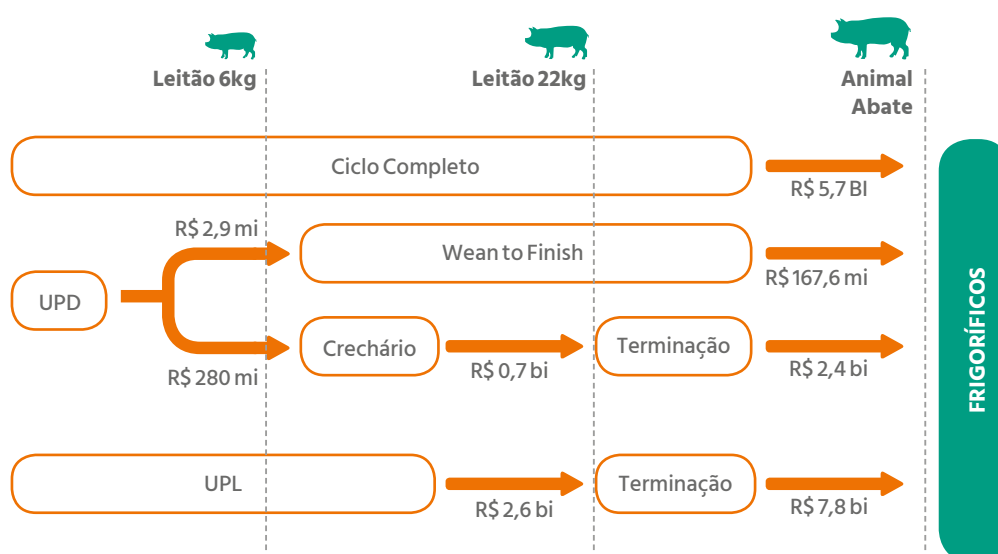 Leitão 6kg
Leitão 22kg
Animal
Abate
Ciclo Completo
R$ 5,7 BI
R$ 2,9 mi
Wean to Finish
R$ 167,6 mi
UPD
Crechário
Terminação
R$ 280 mi
R$ 0,7 bi
R$ 2,4 bi
UPL
Terminação
R$ 2,6 bi
R$ 7,8 bi
FRIGORÍFICOS